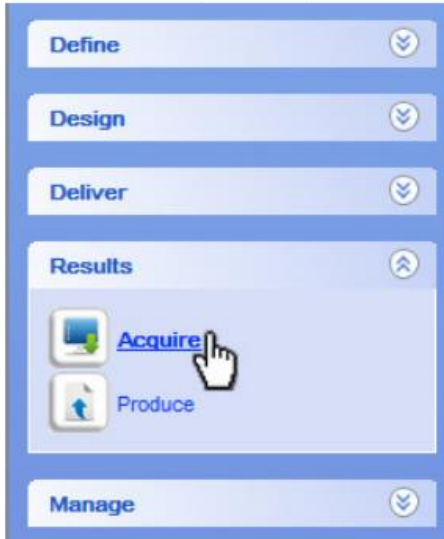 Define
Design
Deliver
Results
Acquire
Produce
Manage